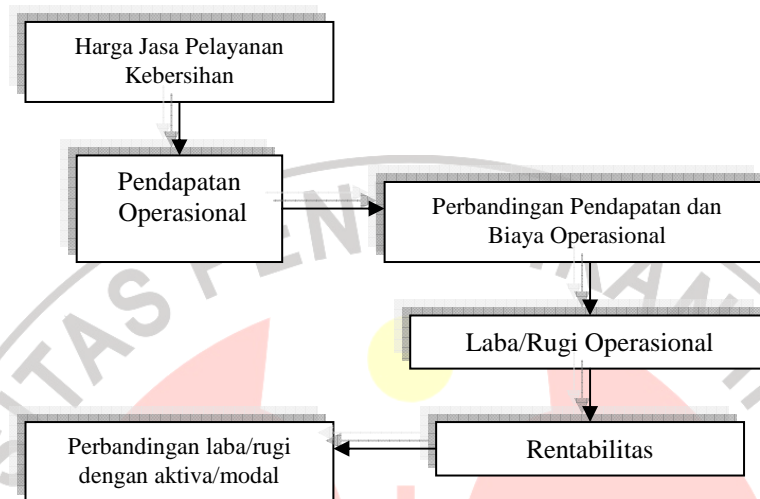 Harga Jasa Pelayanan
Kebersihan
Pendapatan
Operasional
Perbandingan Pendapatan dan
Biaya Operasional
Laba/Rugi Operasional
Rentabilitas
Perbandingan laba/rugi
dengan aktiva/modal